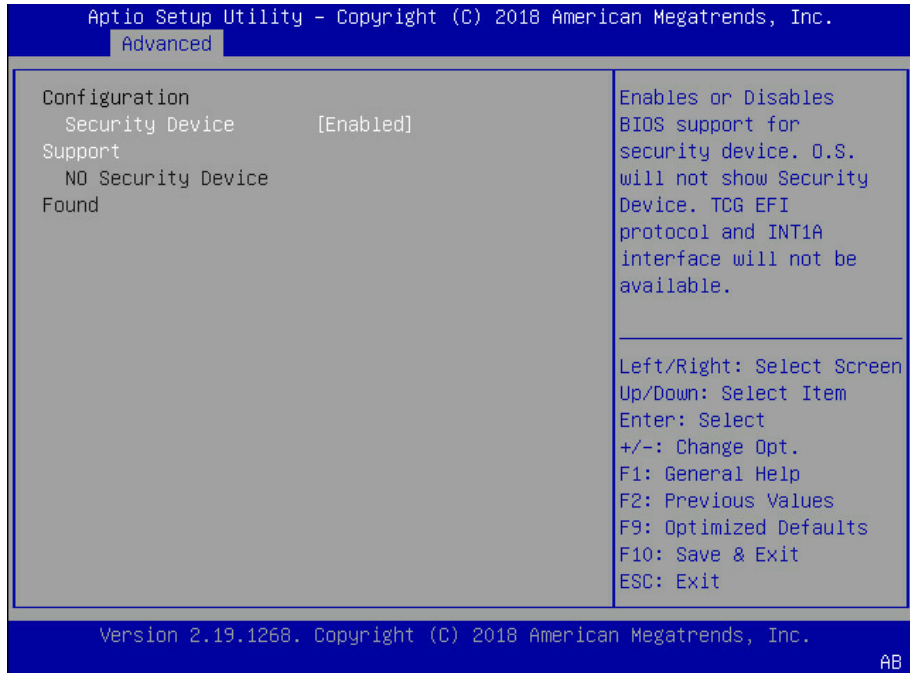 Aptio Setup Utility – Copyright (C) 2018 American Megatrends, Inc.
Advanced
Configuration
Security Device [Enabled]
Support
NO Security Device
Found
Enables or Disables
BIOS support for
security device. O.S.
will not show Security
Device. TCG EFI
protocol and INT1A
interface will not be
available.
Left/Right: Select Screen
Up/Down: Select Item
Enter: Select
+/-: Change Opt.
F1: General Help
F2: Previous Values
F9: Optimized Defaults
F10: Save & Exit
ESC: Exit
Version 2.19.1268. Copyright (C) 2018 American Megatrends, Inc.
AB